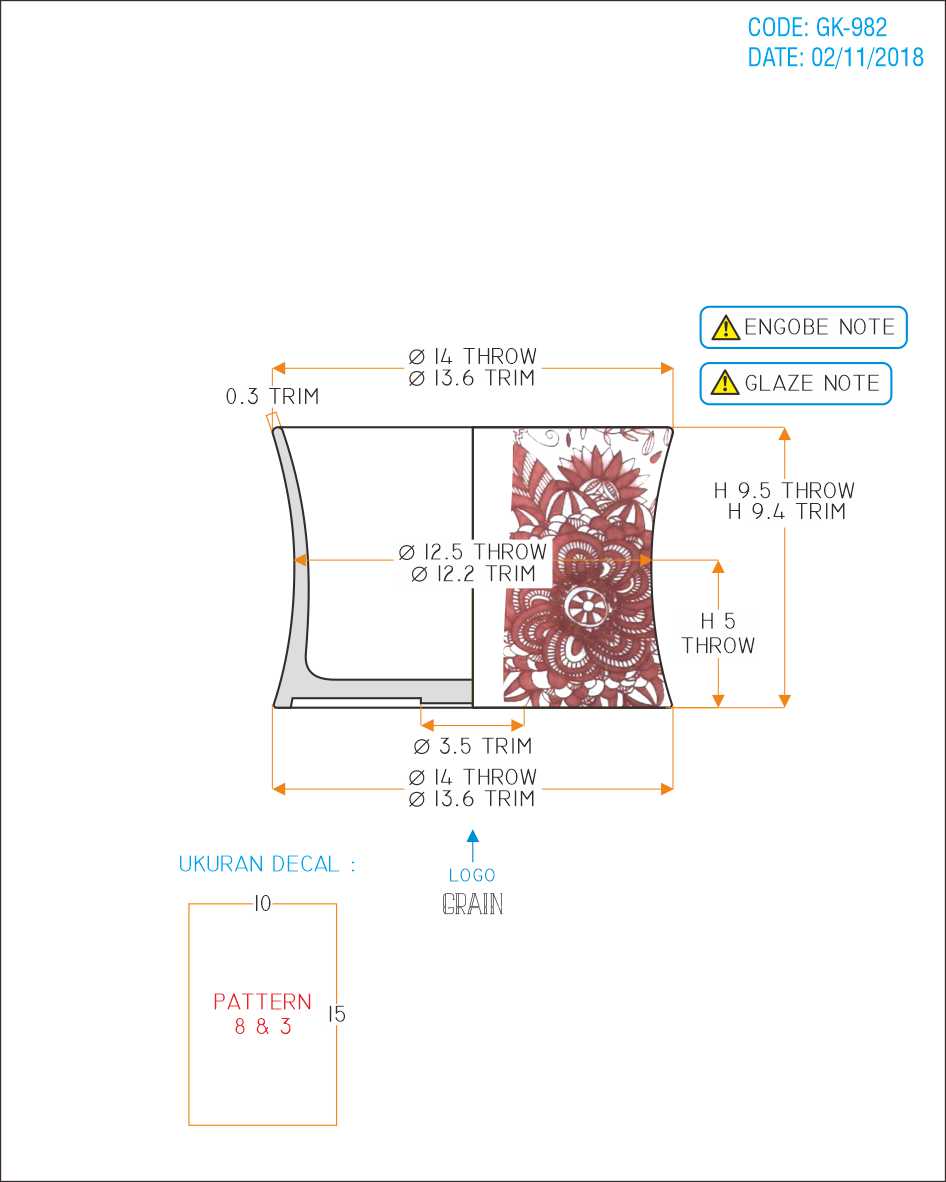 CODE: GK-982
DATE: 02/11/2018
ENGOBE NOTE
GLAZE NOTE
Ø 14 THROW
Ø 13.6 TRIM
0.3 TRIM
H 9.5 THROW
H 9.4 TRIM
Ø 12.5 THROW
Ø 12.2 TRIM
H 5
THROW
Ø 3.5 TRIM
Ø 14 THROW
Ø 13.6 TRIM
LOGO
GRAIN
UKURAN DECAL :
10
PATTERN
8 & 3
15